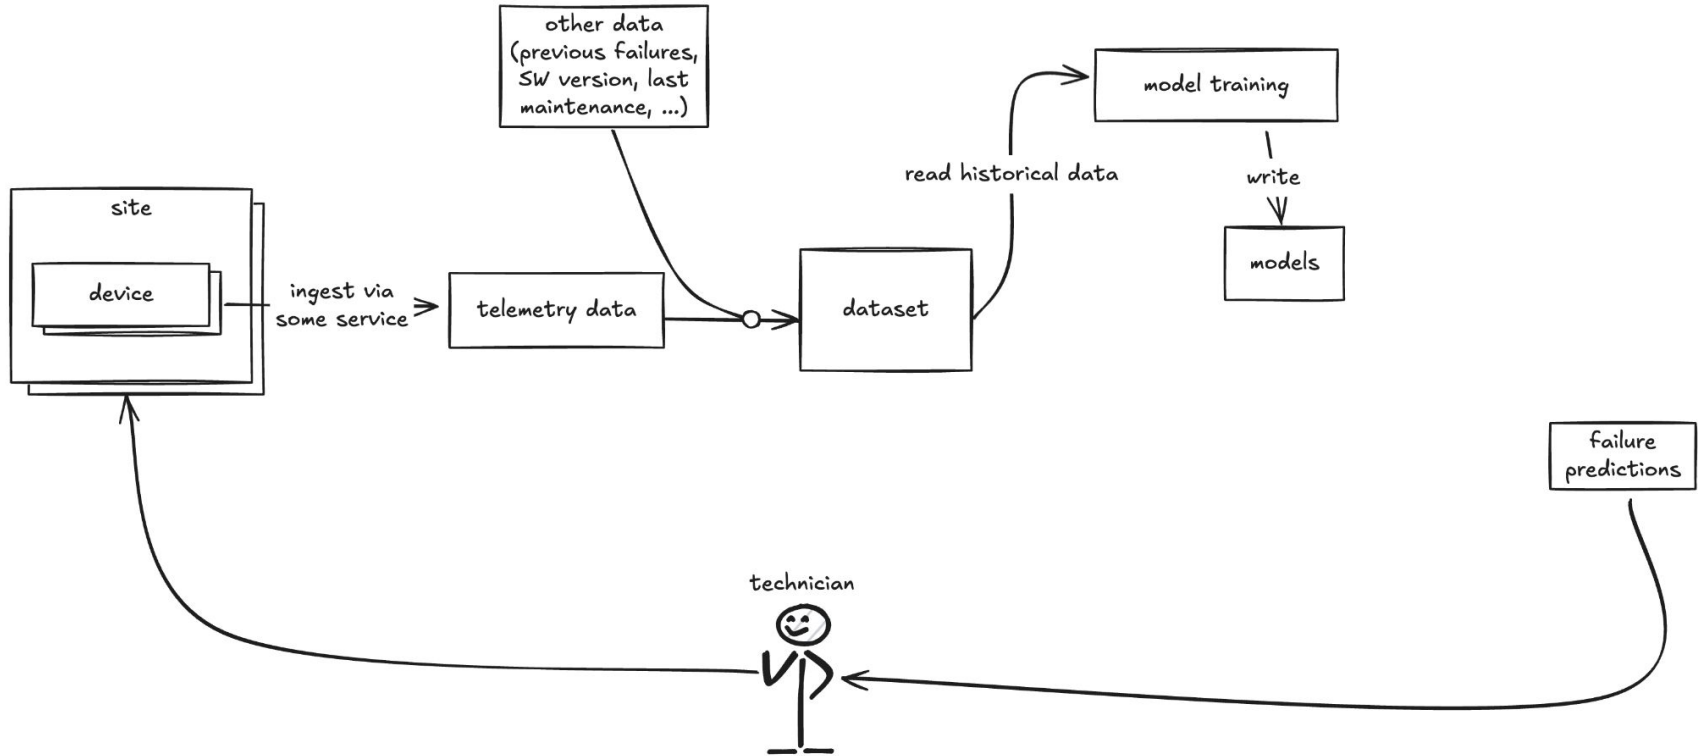 other data
(previous failures,
SW version, last
maintenance, ...)
model training
read historical data
write
site
models
device
ingest via
some service
telemetry data
dataset
failure
predictions
technician